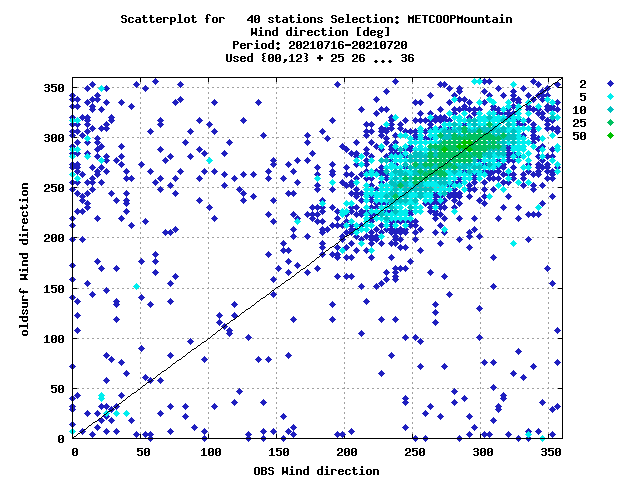 Scatterplot for   40 stations Selection: METCOOPMountain
Wind direction [deg]
Period: 20210716-20210720
Used {00,12} + 25 26 ... 36
2
5
10
25
50
350
300
250
200
150
100
50
0
oldsurf Wind direction
0 50 100 150 200 250 300 350
OBS Wind direction